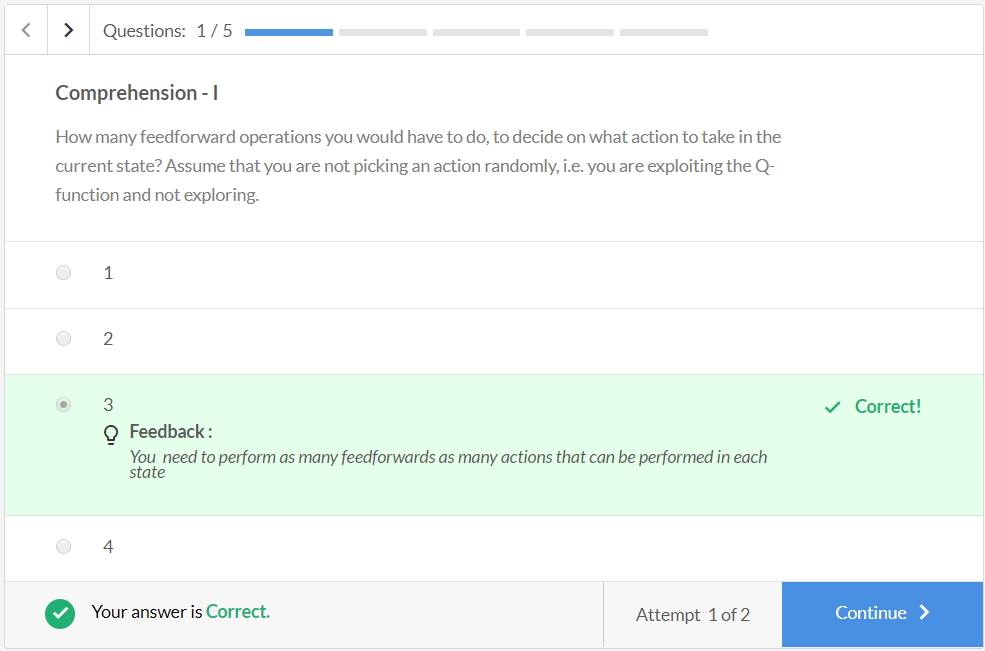 Questions: 1 / 5
Comprehension - I
How many feedforward operations you would have to do, to decide on what action to take in the
current state? Assume that you are not picking an action randomly, i.e. you are exploiting the Q-
function and not exploring.
1
2
3
Correct!
Feedback :
You need to perform as many feedforwards as many actions that can be performed in each
state
4
Your answer is Correct.
Attempt 1 of 2
Continue